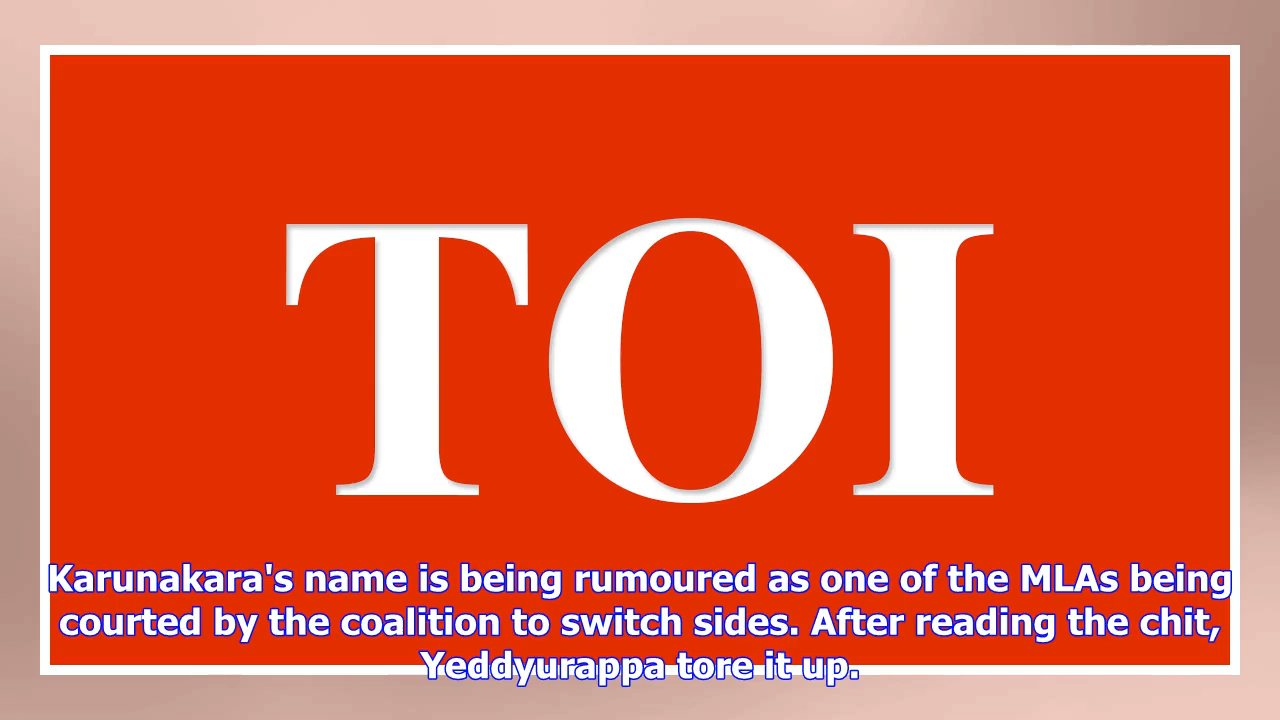 TOI
Karunakara's name is being rumoured as one of the MLAs being
courted by the coalition to switch sides. After reading the chit,
Yeddyurappa tore it up.